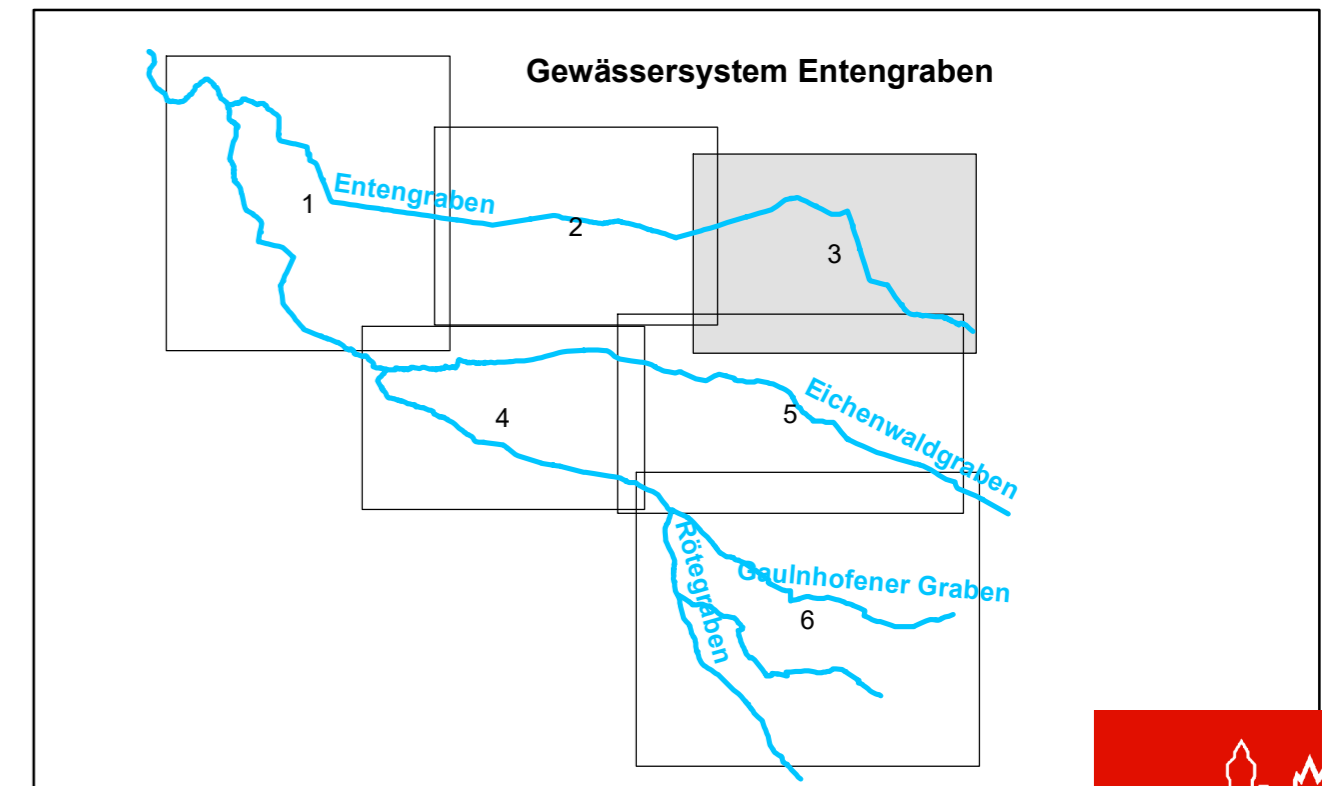 Gewässersystem Entengraben
Entengraben
1
2
3
4
5
Eichenwaldgraben
Rötegraben
Gaulnhofener Graben
6